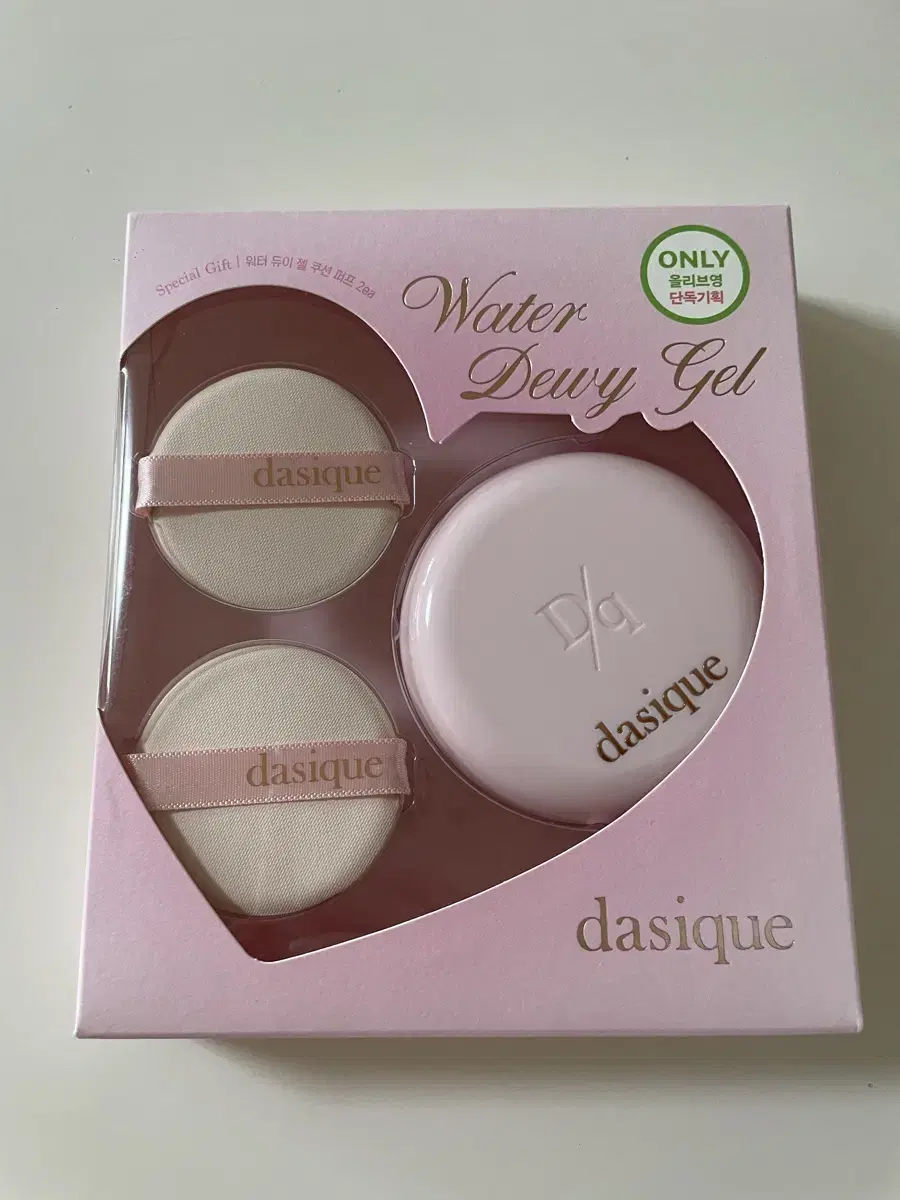 Special Gift | 워터 듀이 젤 쿠션 퍼프 2ea
Water
Dewy Gel
ONLY
올리브영
단독기획
dasique
D/q
dasique
dasique
dasique